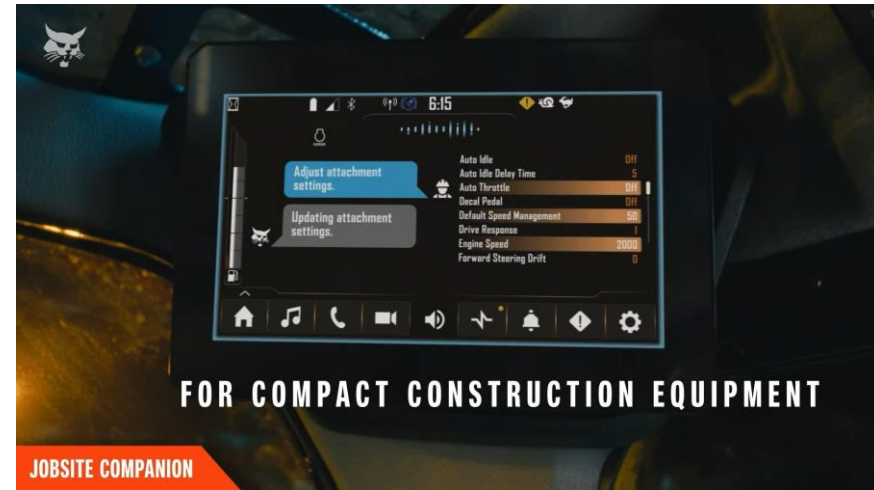 6:15
Adjust attachment
settings.
Updating attachment
settings.
Auto Idle Off
Auto Idle Delay Time 5
Auto Throttle Off
Decal Pedal Off
Default Speed Management 50
Drive Response 1
Engine Speed 2000
Forward Steering Drift 0
FOR COMPACT CONSTRUCTION EQUIPMENT
JOBSITE COMPANION